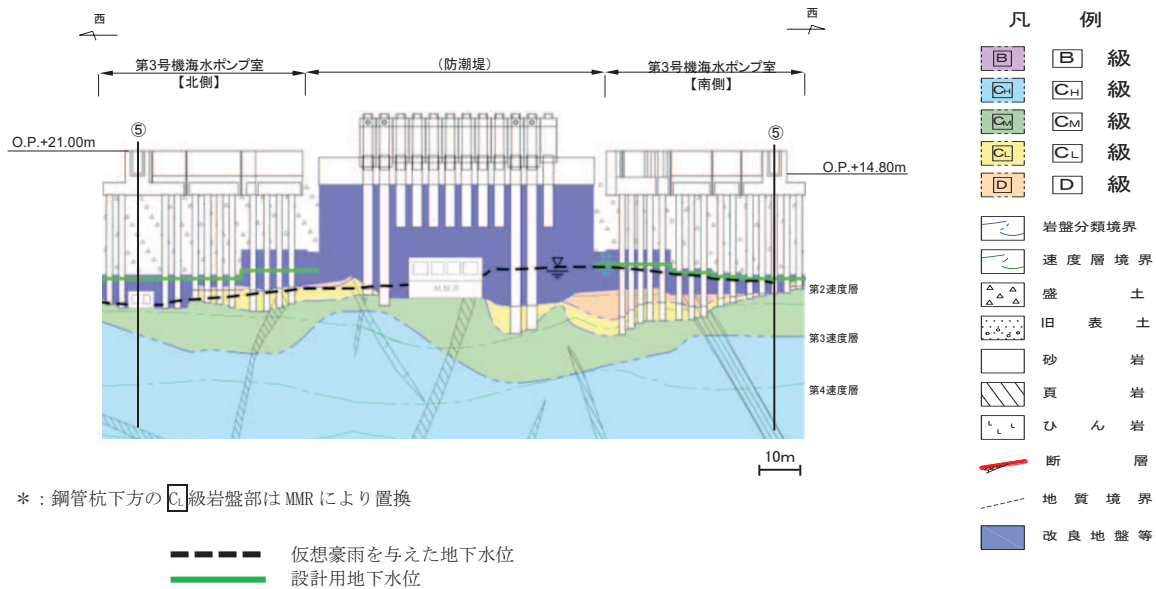 西
西
第3号機海水ポンプ室
【北側】
(防潮堤)
第3号機海水ポンプ室
【南側】
⑤
⑤
O.P.+21.00m
O.P.+14.80m
M.M.R
第2速度層
第3速度層
第4速度層
10m
＊：鋼管杭下方のCL級岩盤部は MMR により置換
仮想豪雨を与えた地下水位
設計用地下水位
凡 例
B B 級
CH CH 級
CM CM 級
CL CL 級
D D 級
岩盤分類境界
速度層境界
盛土
旧表土
砂岩
頁岩
ひん岩
断層
地質境界
改良地盤等